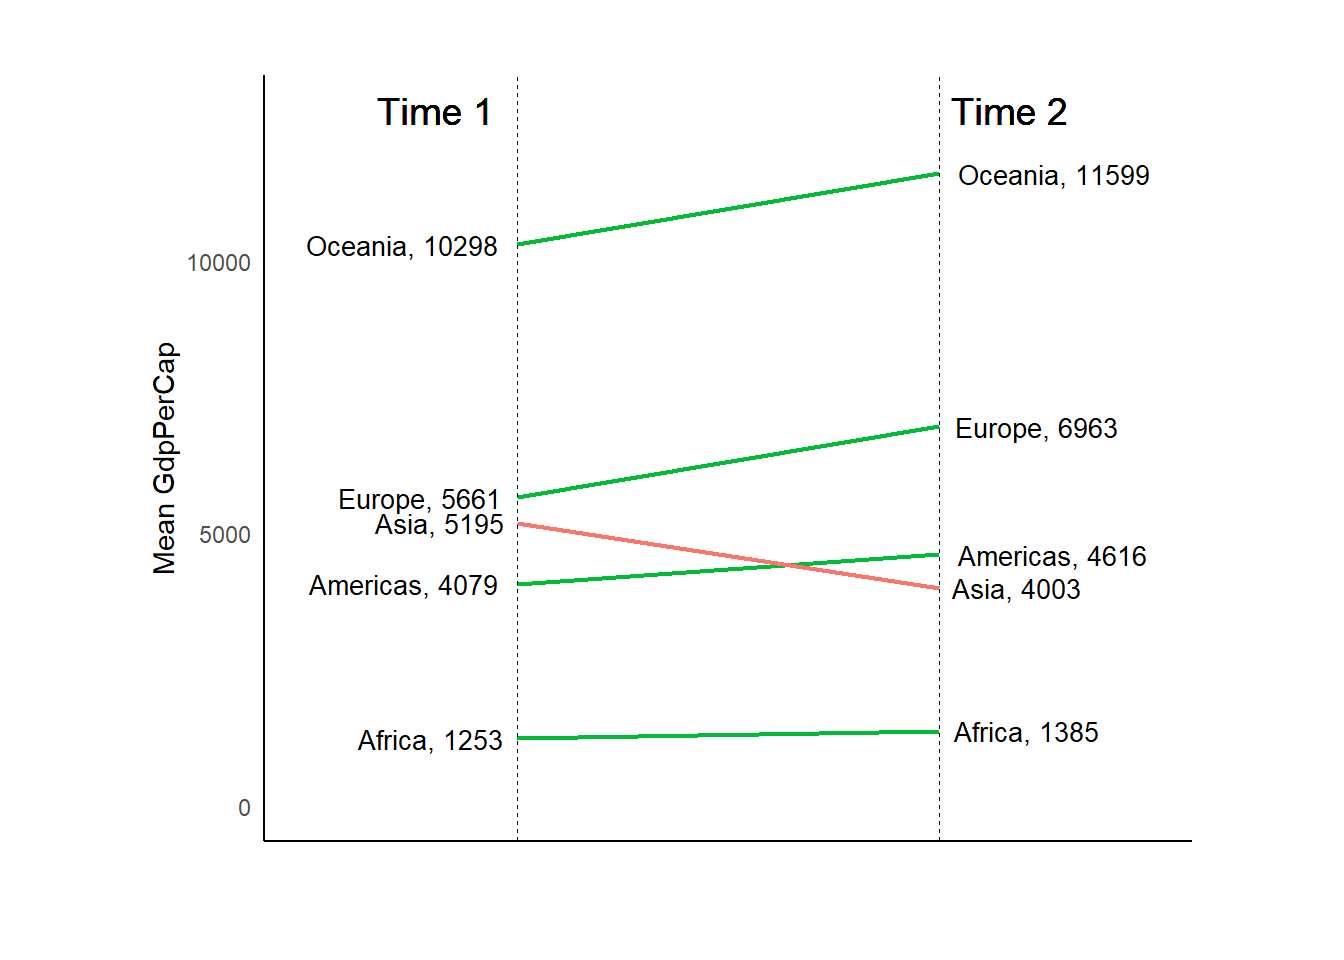 Time 1
Time 2
Oceania, 11599
Oceania, 10298
10000
Mean GdpPerCap
Europe, 6963
Europe, 5661
Asia, 5195
5000
Americas, 4616
Americas, 4079
Asia, 4003
Africa, 1385
Africa, 1253
0